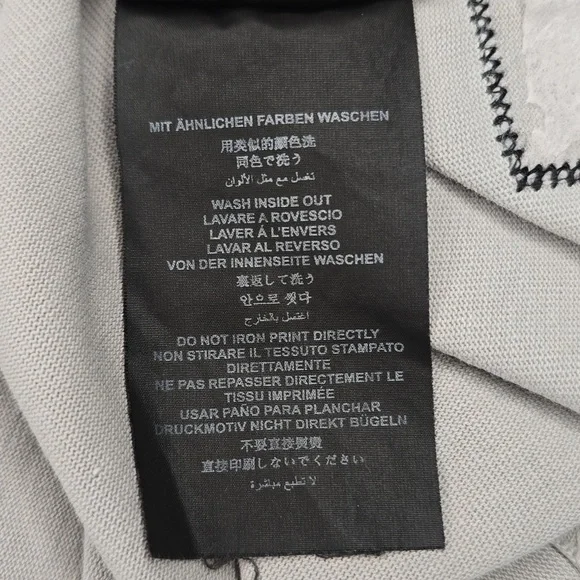 MIT ÄHNLICHEN FARBEN WASCHEN
用类似的顏色洗
同色で洗う
تغسل مع مثل الألوان
WASH INSIDE OUT
LAVARE A ROVESCIO
LAVER Á L'ENVERS
LAVAR AL REVERSO
VON DER INNENSEITE WASCHEN
裏返して洗う
안으로 씻다
اغتسل بالخارج
DO NOT IRON PRINT DIRECTLY
NON STIRARE IL TESSUTO STAMPATO
DIRETTAMENTE
NE PAS REPASSER DIRECTEMENT LE
TISSU IMPRIMÉE
USAR PAÑO PARA PLANCHAR
DRUCKMOTIV NICHT DIREKT BÜGELN
不要直接熨燙
直接印刷しないでください
لا تطبع مباشرة